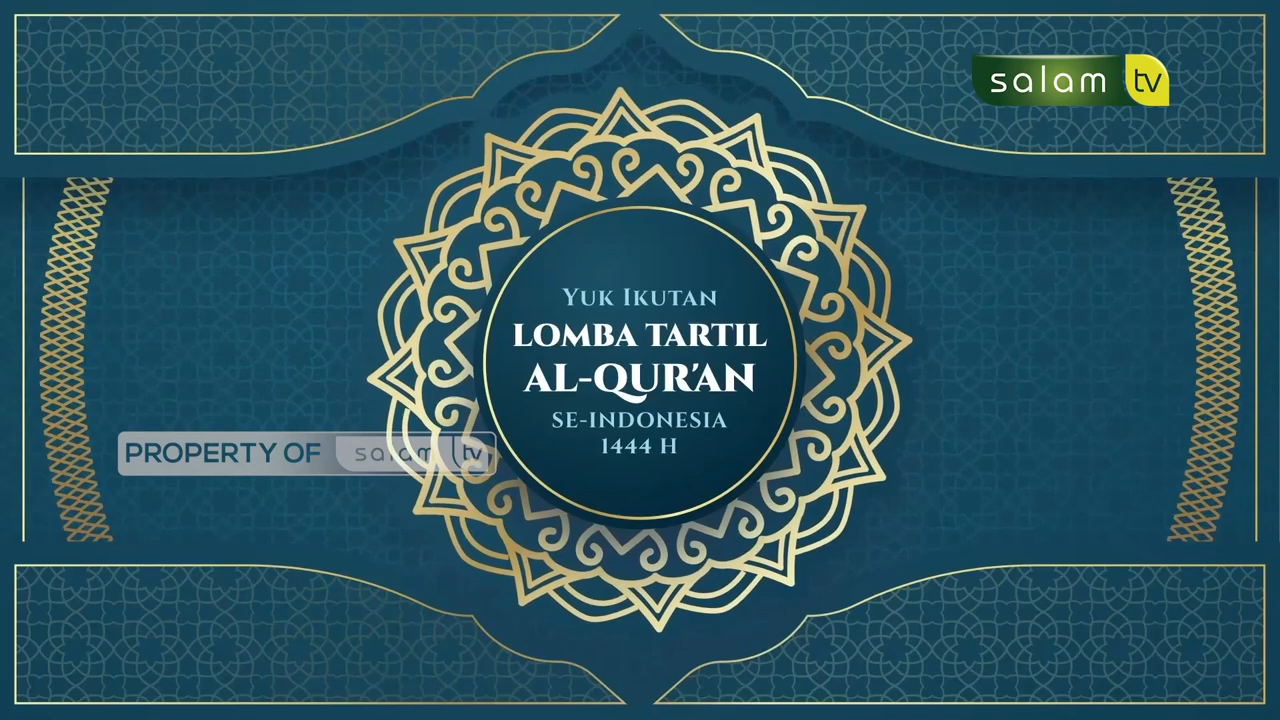 salam tv
Yuk Ikutan
LOMBA TARTIL
AL-QUR'AN
SE-INDONESIA
1444 H
PROPERTY OF salam tv